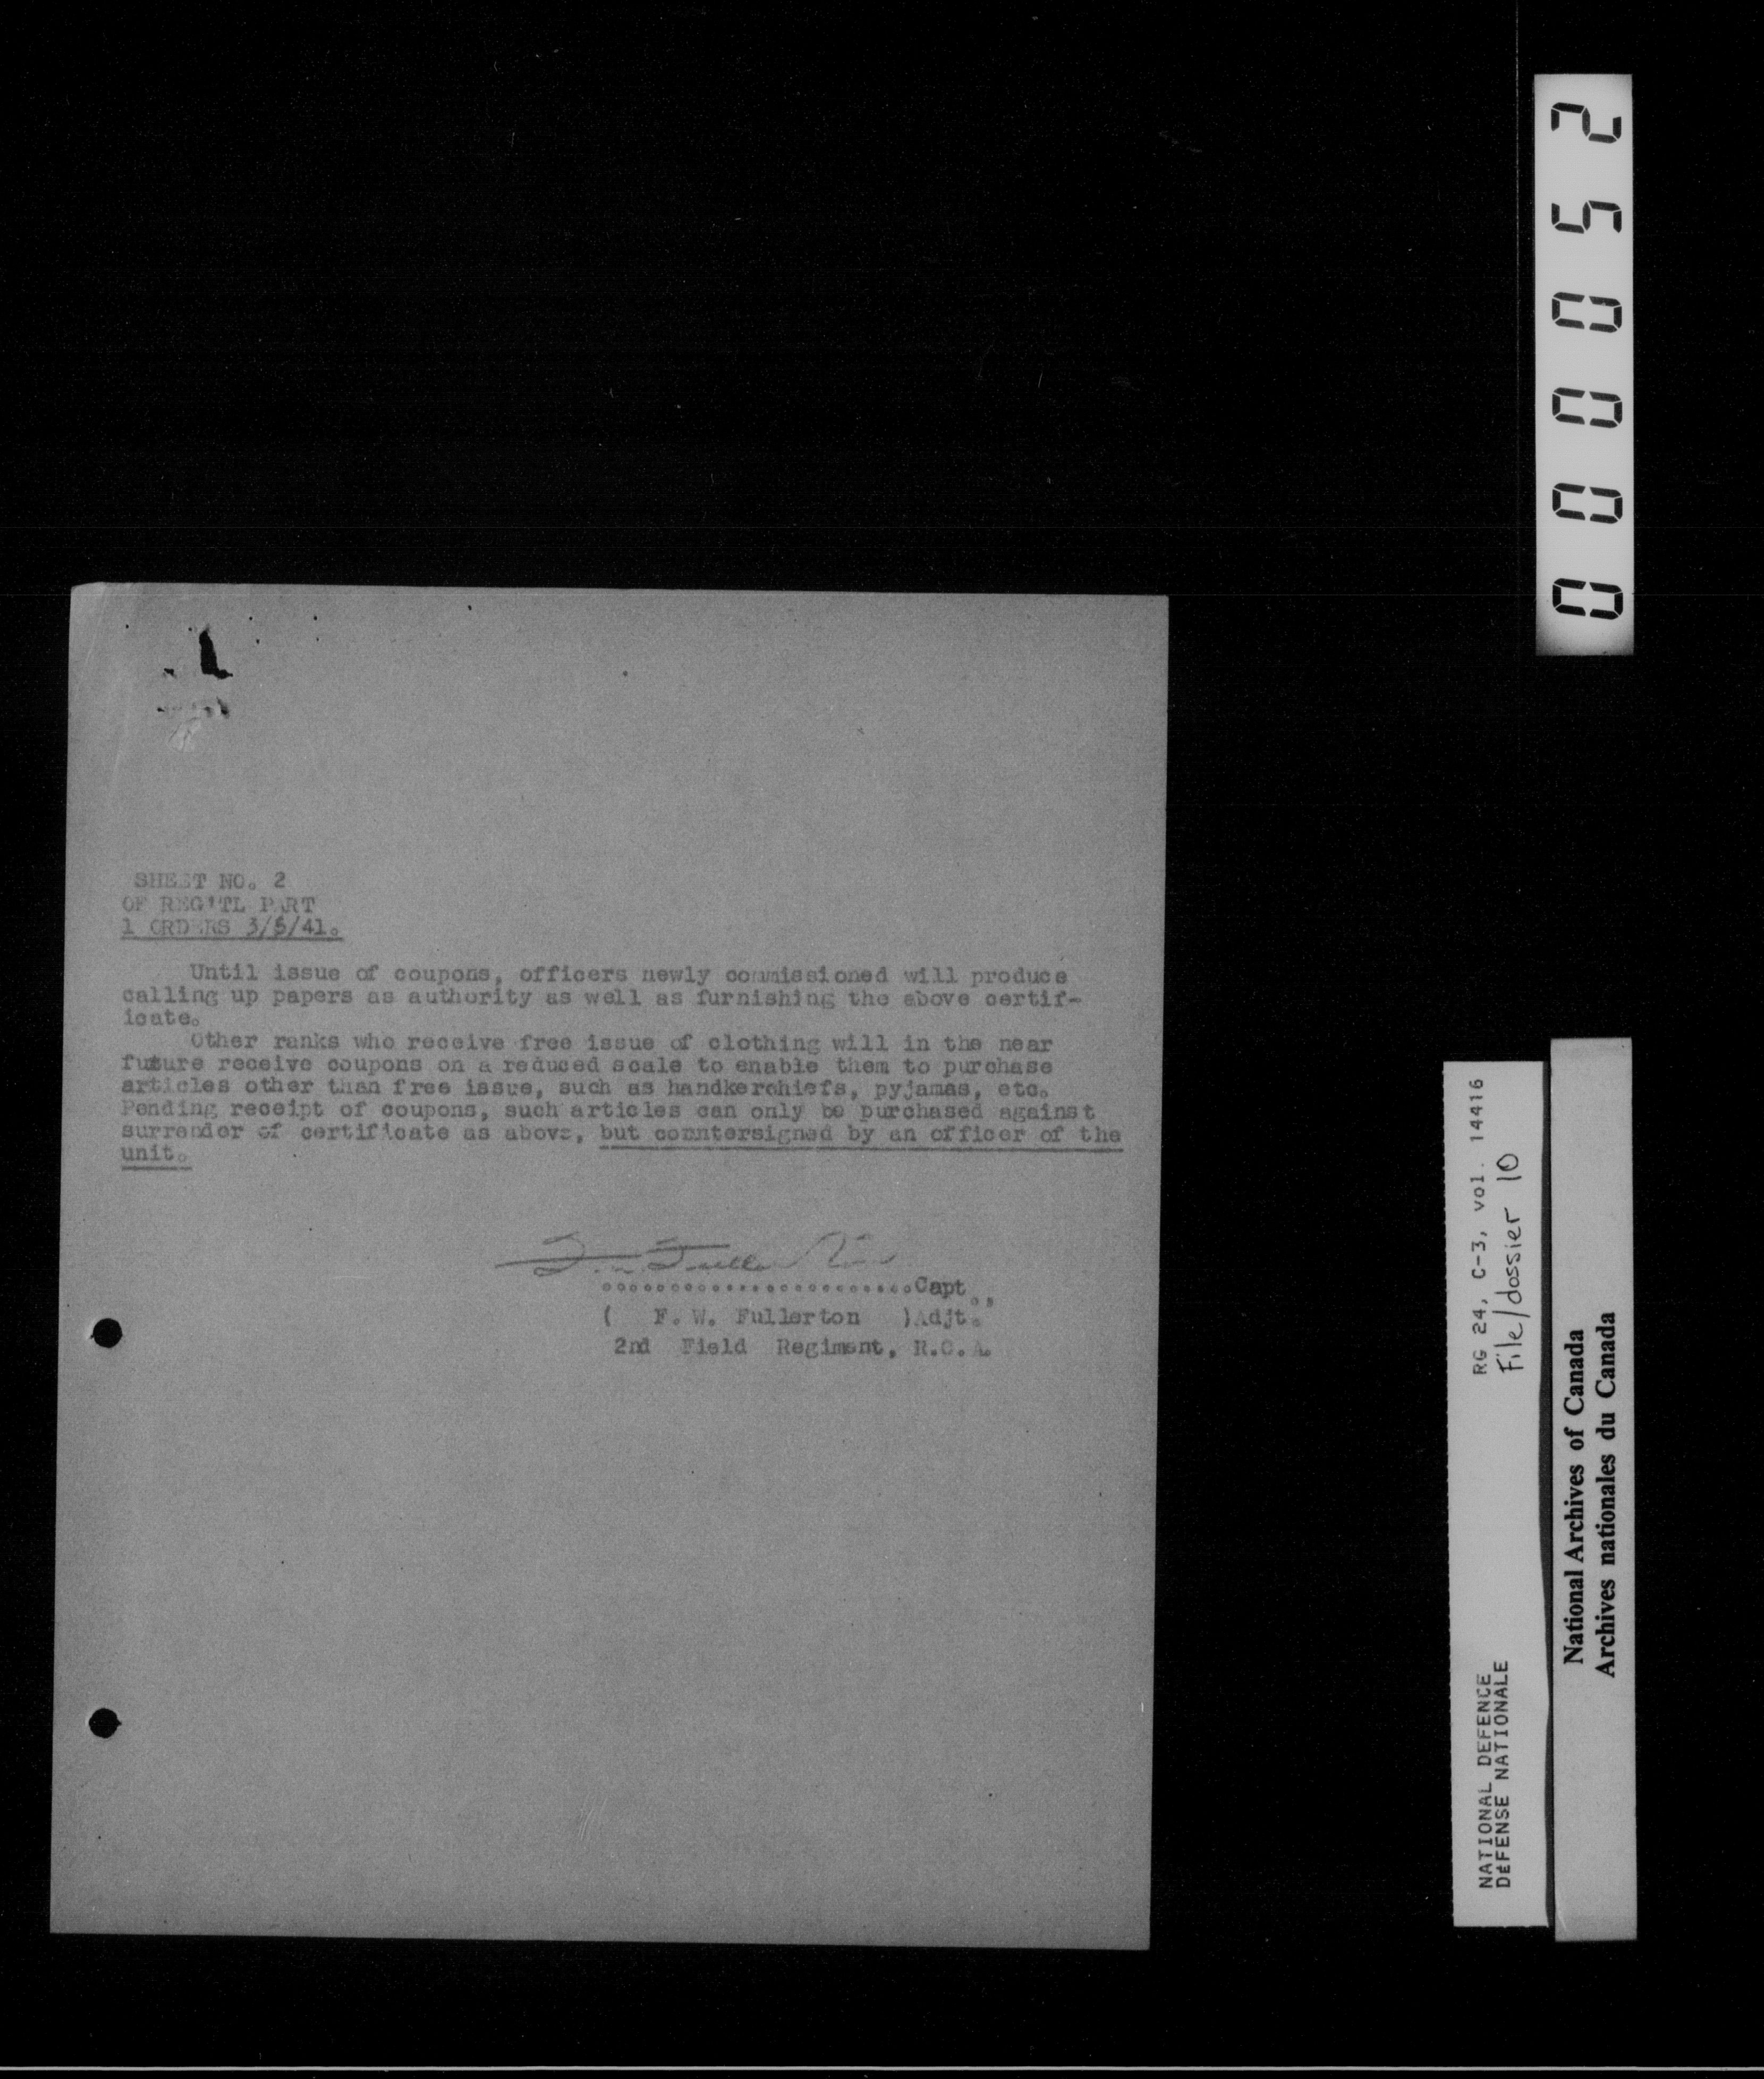 SHEET NO. 2
OF REG'TL PART
1 ORDERS 3/6/41.
Until issue of coupons, officers newly commissioned will produce
calling up papers as authority as well as furnishing the above certif-
icate.
Other ranks who receive free issue of clothing will in the near
future receive coupons on a reduced scale to enable them to purchase
articles other than free issue, such as handkerchiefs, pyjamas, etc.
Pending receipt of coupons, such articles can only be purchased against
surrender of certificate as above, but countersigned by an officer of the
unit.
.......................Capt.,
( F. W. Fullerton )Adjt.
2nd Field Regiment, R.C.A.
000052
NATIONAL DEFENCE RG 24, C-3, vol. 14416
DÉFENSE NATIONALE File/dossier 10
National Archives of Canada
Archives nationales du Canada